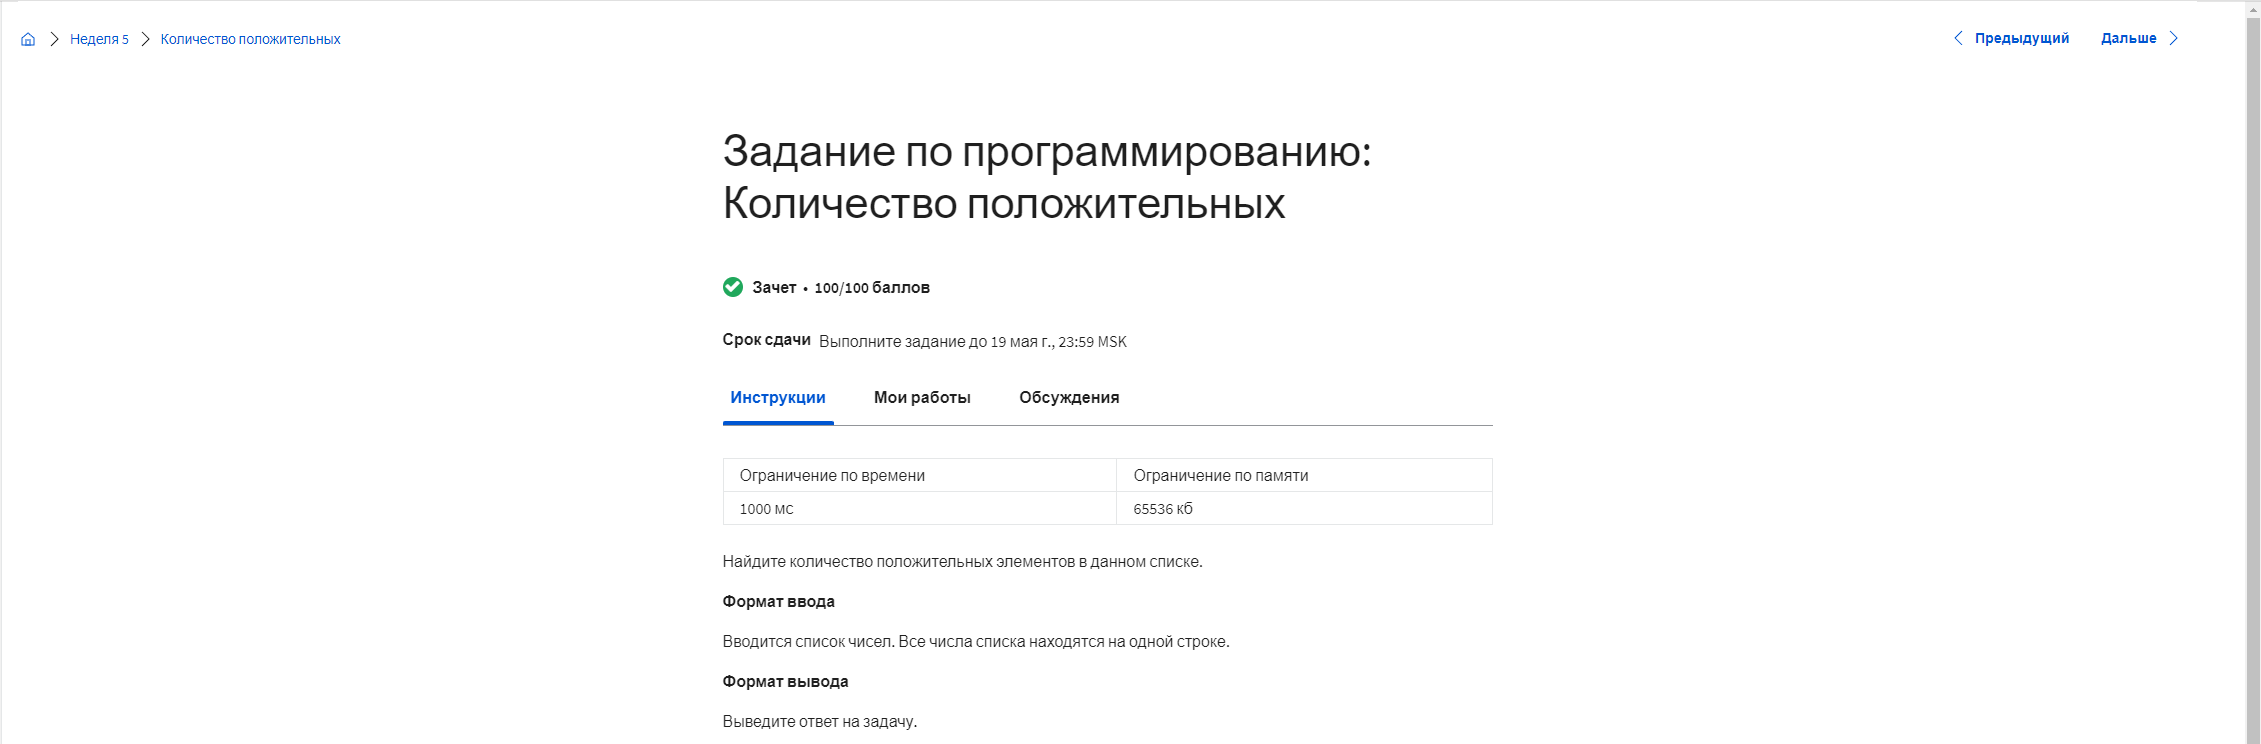 Неделя 5 Количество положительных
Предыдущий Дальше
Задание по программированию:
Количество положительных
Зачет • 100/100 баллов
Срок сдачи Выполните задание до 19 мая г., 23:59 MSK
Инструкции Мои работы Обсуждения
Ограничение по времени Ограничение по памяти
1000 мс 65536 кб
Найдите количество положительных элементов в данном списке.
Формат ввода
Вводится список чисел. Все числа списка находятся на одной строке.
Формат вывода
Выведите ответ на задачу.